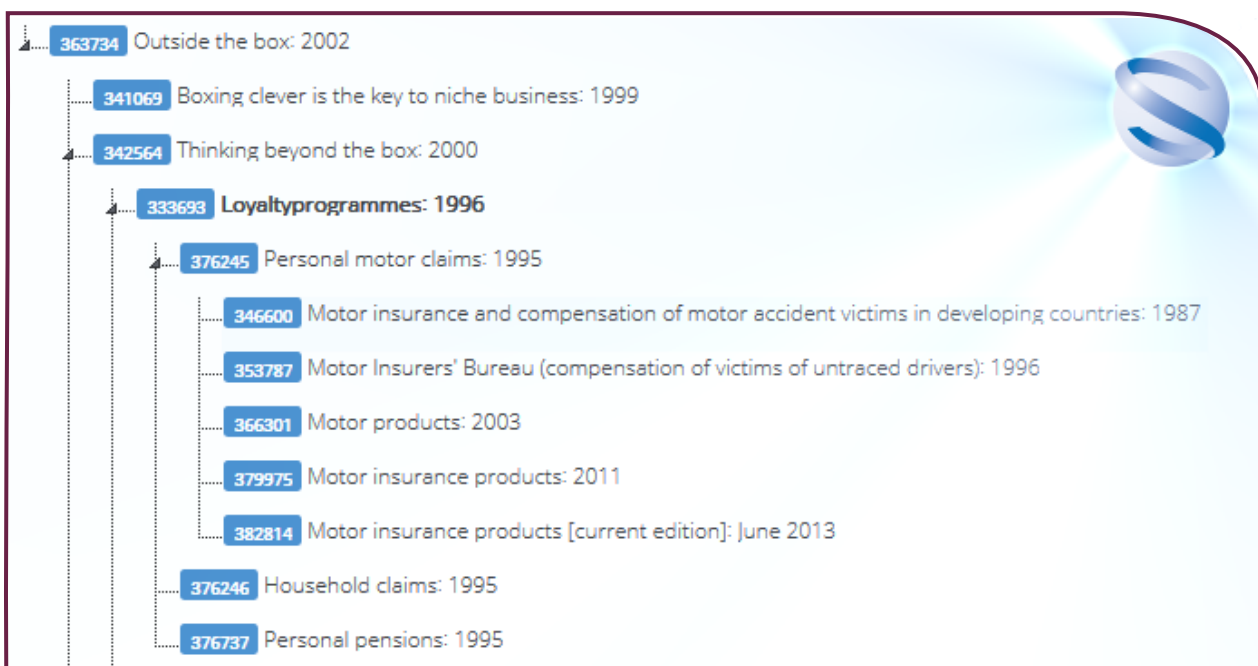 363734 Outside the box: 2002
341069 Boxing clever is the key to niche business: 1999
342564 Thinking beyond the box: 2000
333693 Loyaltyprogrammes: 1996
376245 Personal motor claims: 1995
346600 Motor insurance and compensation of motor accident victims in developing countries: 1987
353787 Motor Insurers' Bureau (compensation of victims of untraced drivers): 1996
366301 Motor products: 2003
379975 Motor insurance products: 2011
382814 Motor insurance products [current edition]: June 2013
376246 Household claims: 1995
376737 Personal pensions: 1995